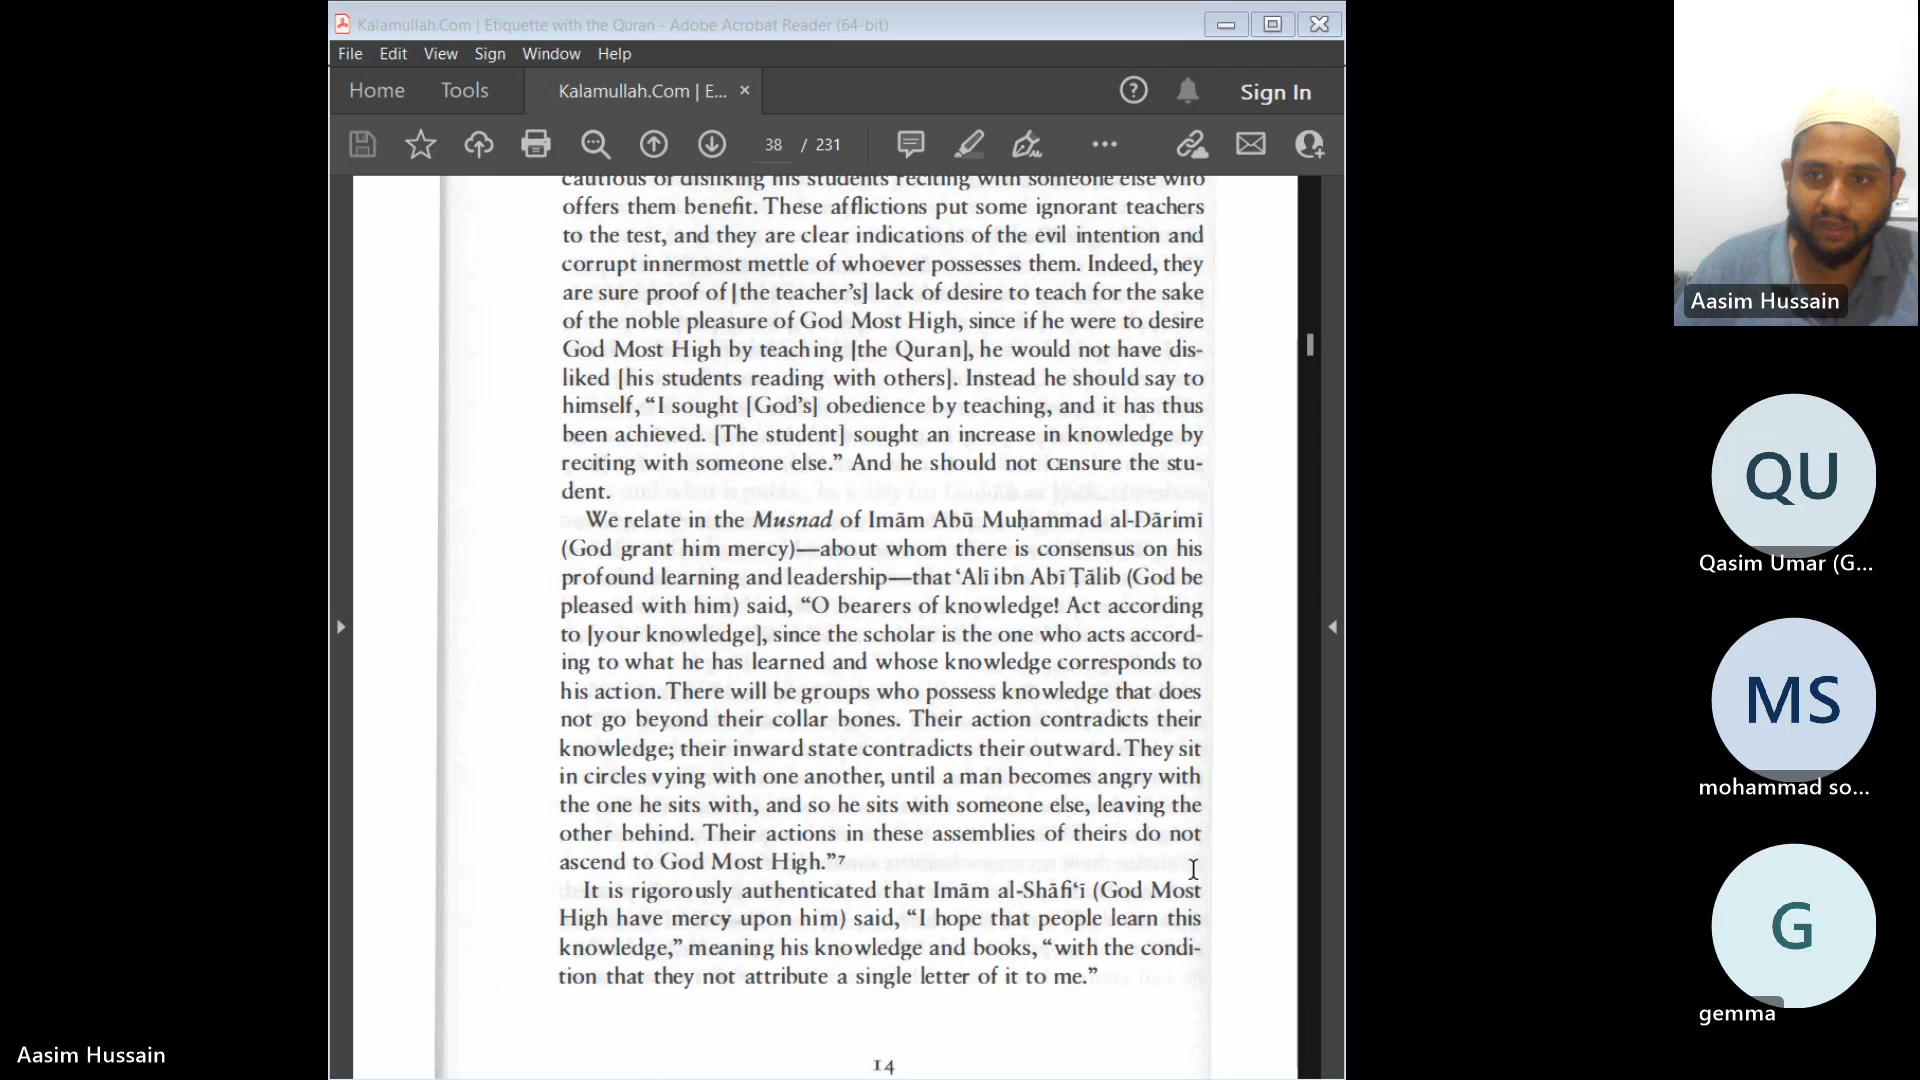 Kalamullah.Com | Etiquette with the Quran - Adobe Acrobat Reader (64-bit)
File Edit View Sign Window Help
Home Tools Kalamullah.Com | E... × Sign In
38 / 231
cautious of disliking his students reciting with someone else who
offers them benefit. These afflictions put some ignorant teachers
to the test, and they are clear indications of the evil intention and
corrupt innermost mettle of whoever possesses them. Indeed, they
are sure proof of [the teacher's] lack of desire to teach for the sake
of the noble pleasure of God Most High, since if he were to desire
God Most High by teaching [the Quran], he would not have dis-
liked [his students reading with others]. Instead he should say to
himself, “I sought [God's] obedience by teaching, and it has thus
been achieved. [The student] sought an increase in knowledge by
reciting with someone else.” And he should not CEnsure the stu-
dent.
We relate in the Musnad of Imām Abū Muḥammad al-Dārimī
(God grant him mercy)—about whom there is consensus on his
profound learning and leadership—that ‘Alī ibn Abī Ṭālib (God be
pleased with him) said, “O bearers of knowledge! Act according
to [your knowledge], since the scholar is the one who acts accord-
ing to what he has learned and whose knowledge corresponds to
his action. There will be groups who possess knowledge that does
not go beyond their collar bones. Their action contradicts their
knowledge; their inward state contradicts their outward. They sit
in circles vying with one another, until a man becomes angry with
the one he sits with, and so he sits with someone else, leaving the
other behind. Their actions in these assemblies of theirs do not
ascend to God Most High.”⁷
It is rigorously authenticated that Imām al-Shāfi‘ī (God Most
High have mercy upon him) said, “I hope that people learn this
knowledge,” meaning his knowledge and books, “with the condi-
tion that they not attribute a single letter of it to me.”
14
Aasim Hussain
Aasim Hussain
QU
Qasim Umar (G...
MS
mohammad so...
G
gemma